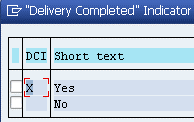 "Delivery Completed" Indicator
DCI Short text
X Yes
No